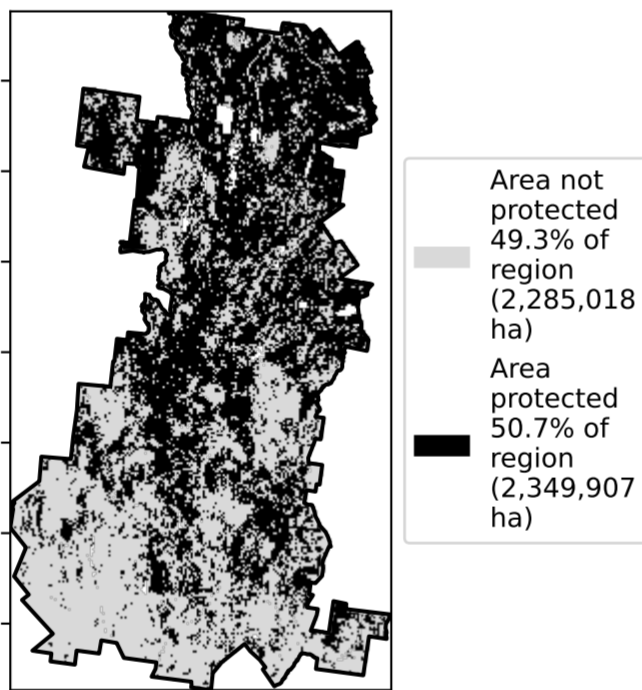 Area not
protected
49.3% of
region
(2,285,018
ha)
Area
protected
50.7% of
region
(2,349,907
ha)